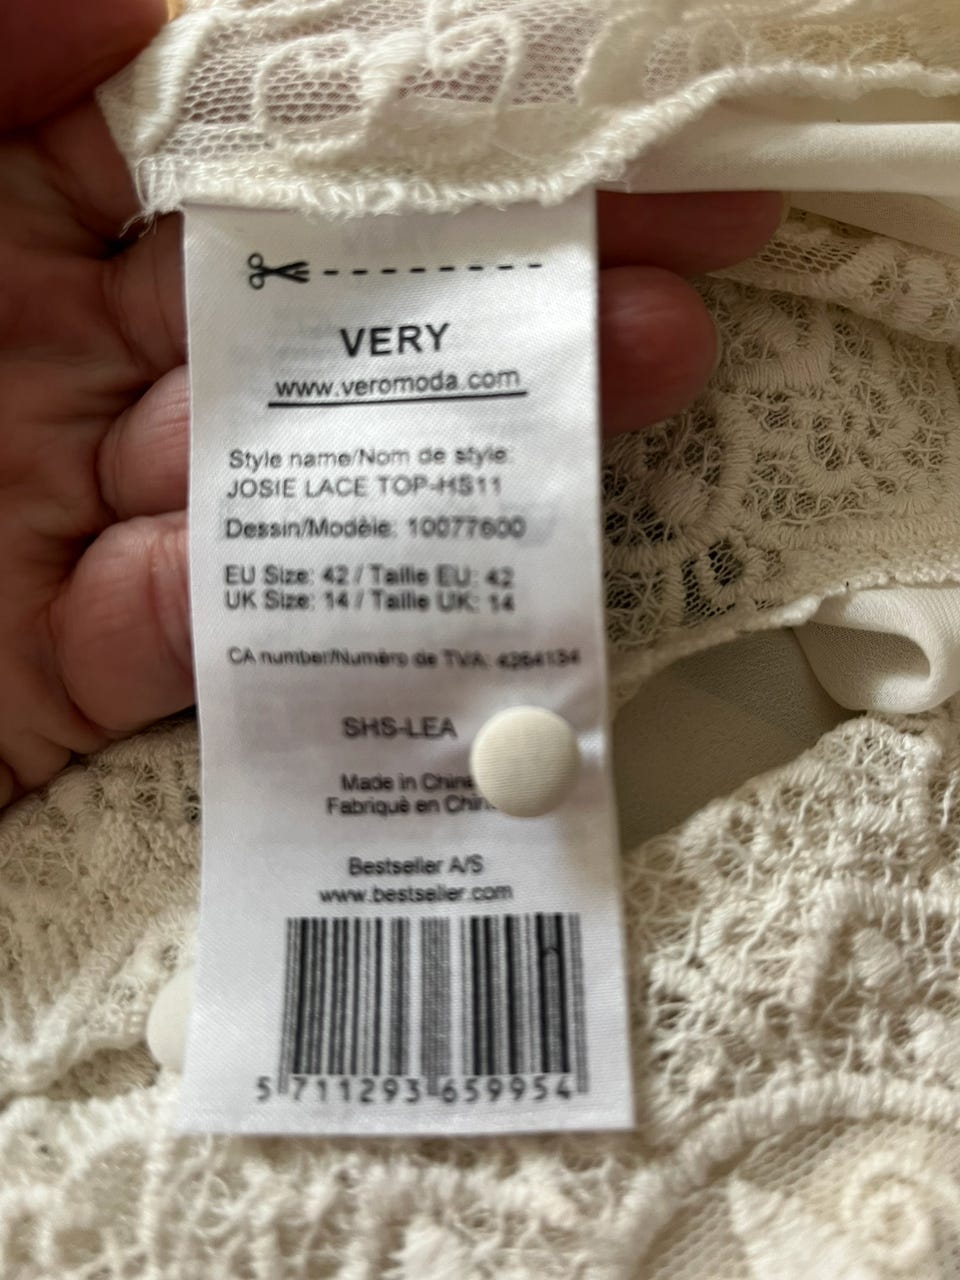 VERY
www.veromoda.com
Style name/Nom de style:
JOSIE LACE TOP-HS11
Dessin/Modèle: 10077600
EU Size: 42 / Taille EU: 42
UK Size: 14 / Taille UK: 14
CA number/Numéro de TVA: 4264134
SHS-LEA
Made in Chin
Fabriqué en Chin
Bestseller A/S
www.bestseller.com
5 711293 659954